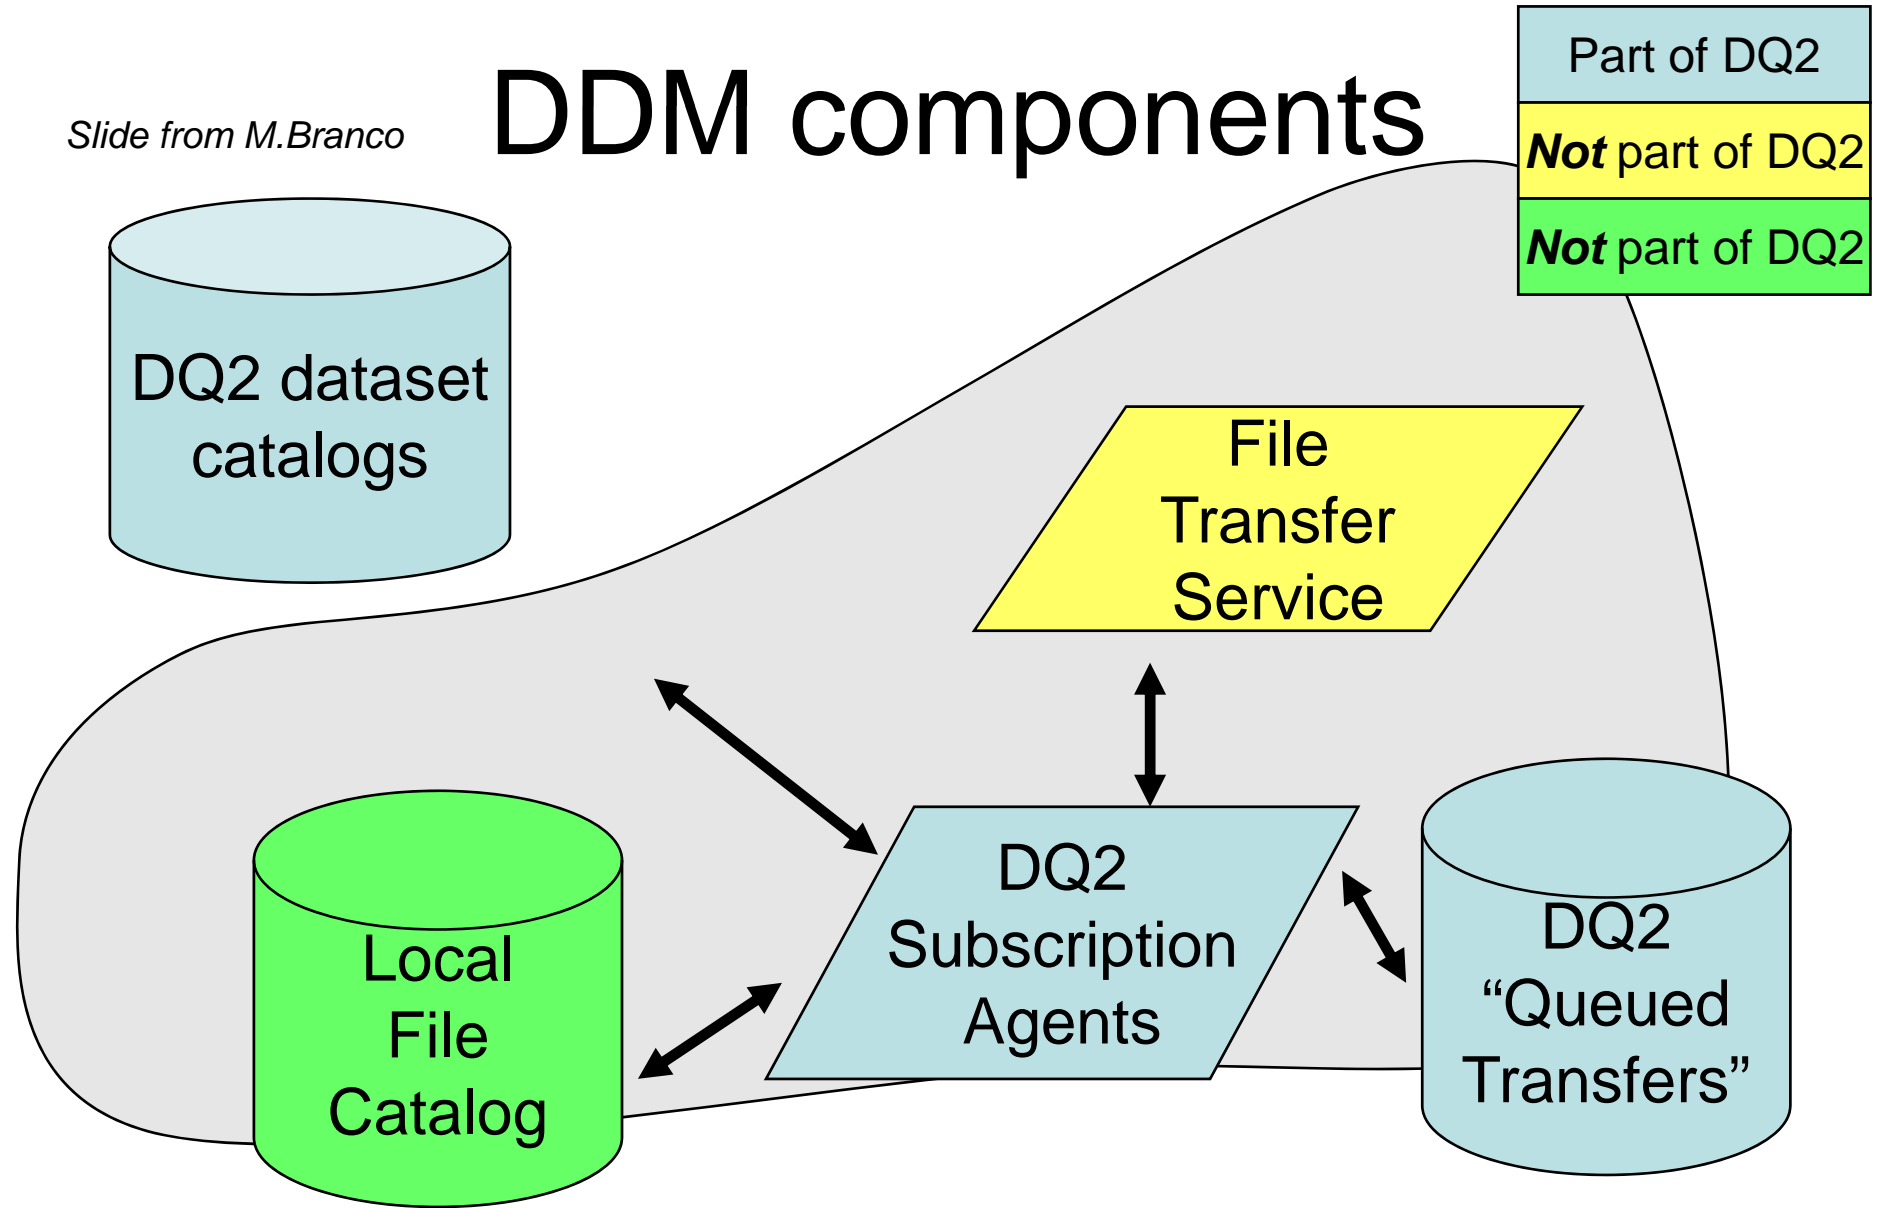 DDM components
Slide from M.Branco
Part of DQ2
Not part of DQ2
Not part of DQ2
DQ2 dataset
catalogs
File
Transfer
Service
Local
File
Catalog
DQ2
Subscription
Agents
DQ2
“Queued
Transfers”